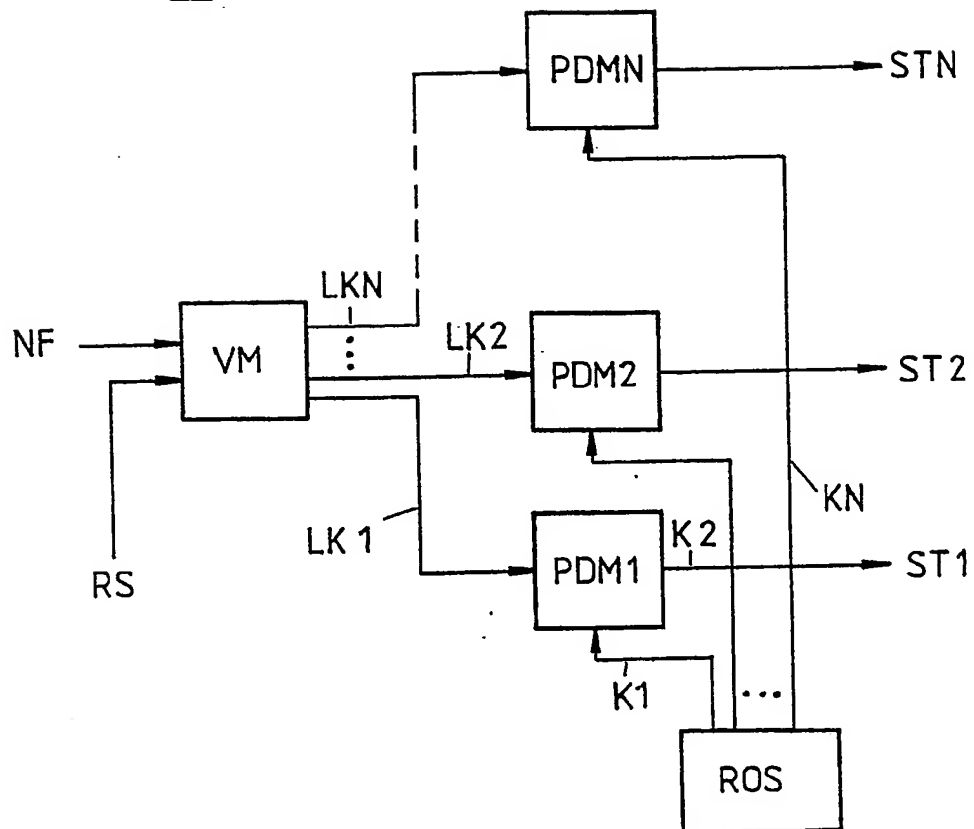 PDMN
STN
LKN
NF
VM
LK2
PDM2
ST2
KN
LK1
PDM1
K2
ST1
RS
K1
ROS